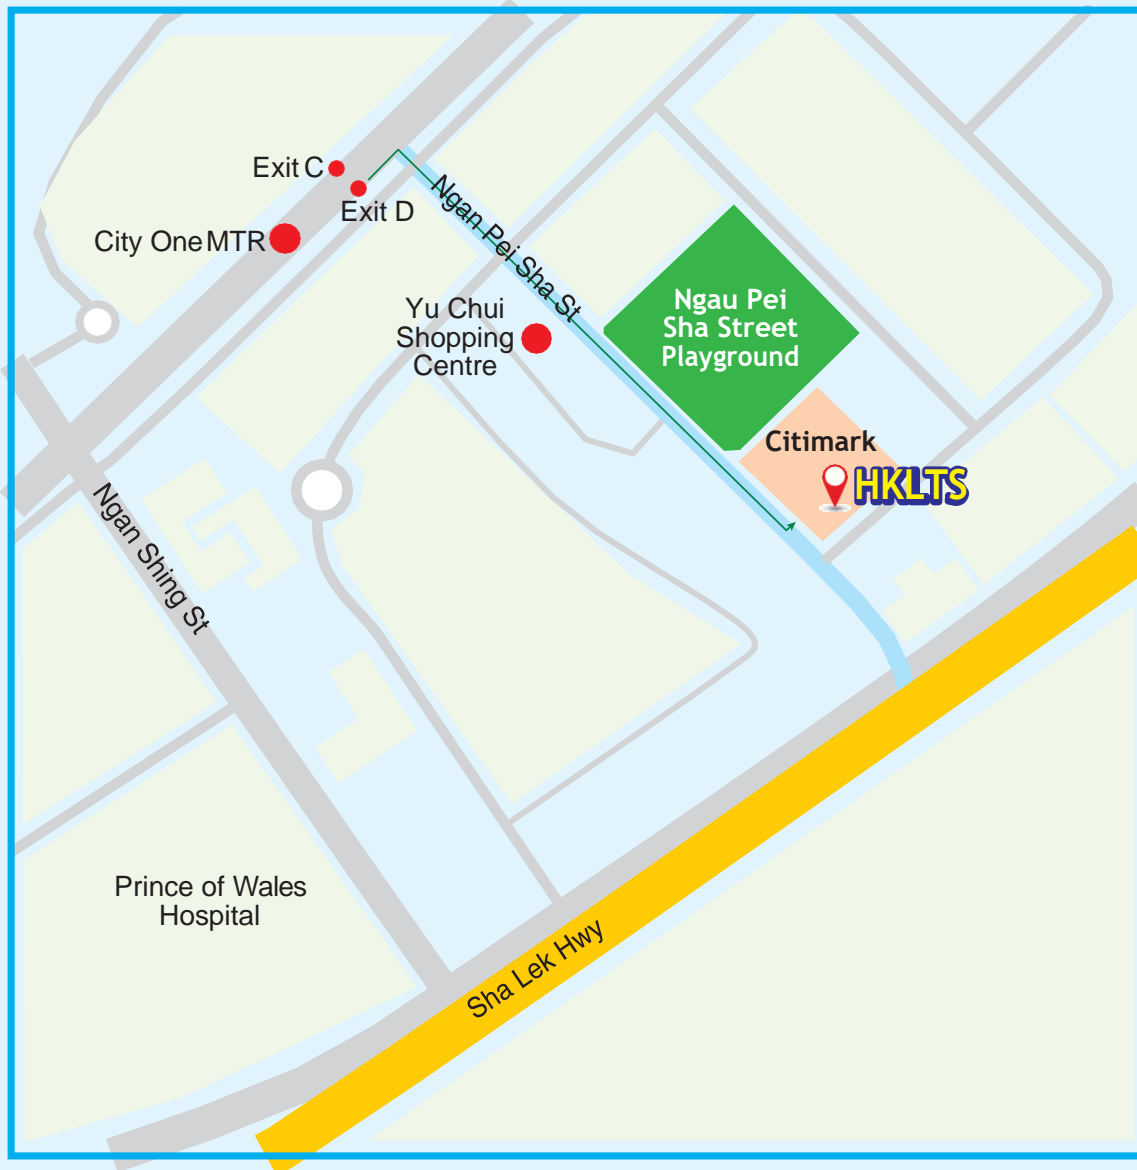 Exit C
Exit D
City One MTR
Ngan Pei Sha St
Yu Chui
Shopping
Centre
Ngau Pei
Sha Street
Playground
Citimark
HKLTS
Ngan Shing St
Prince of Wales
Hospital
Sha Lek Hwy